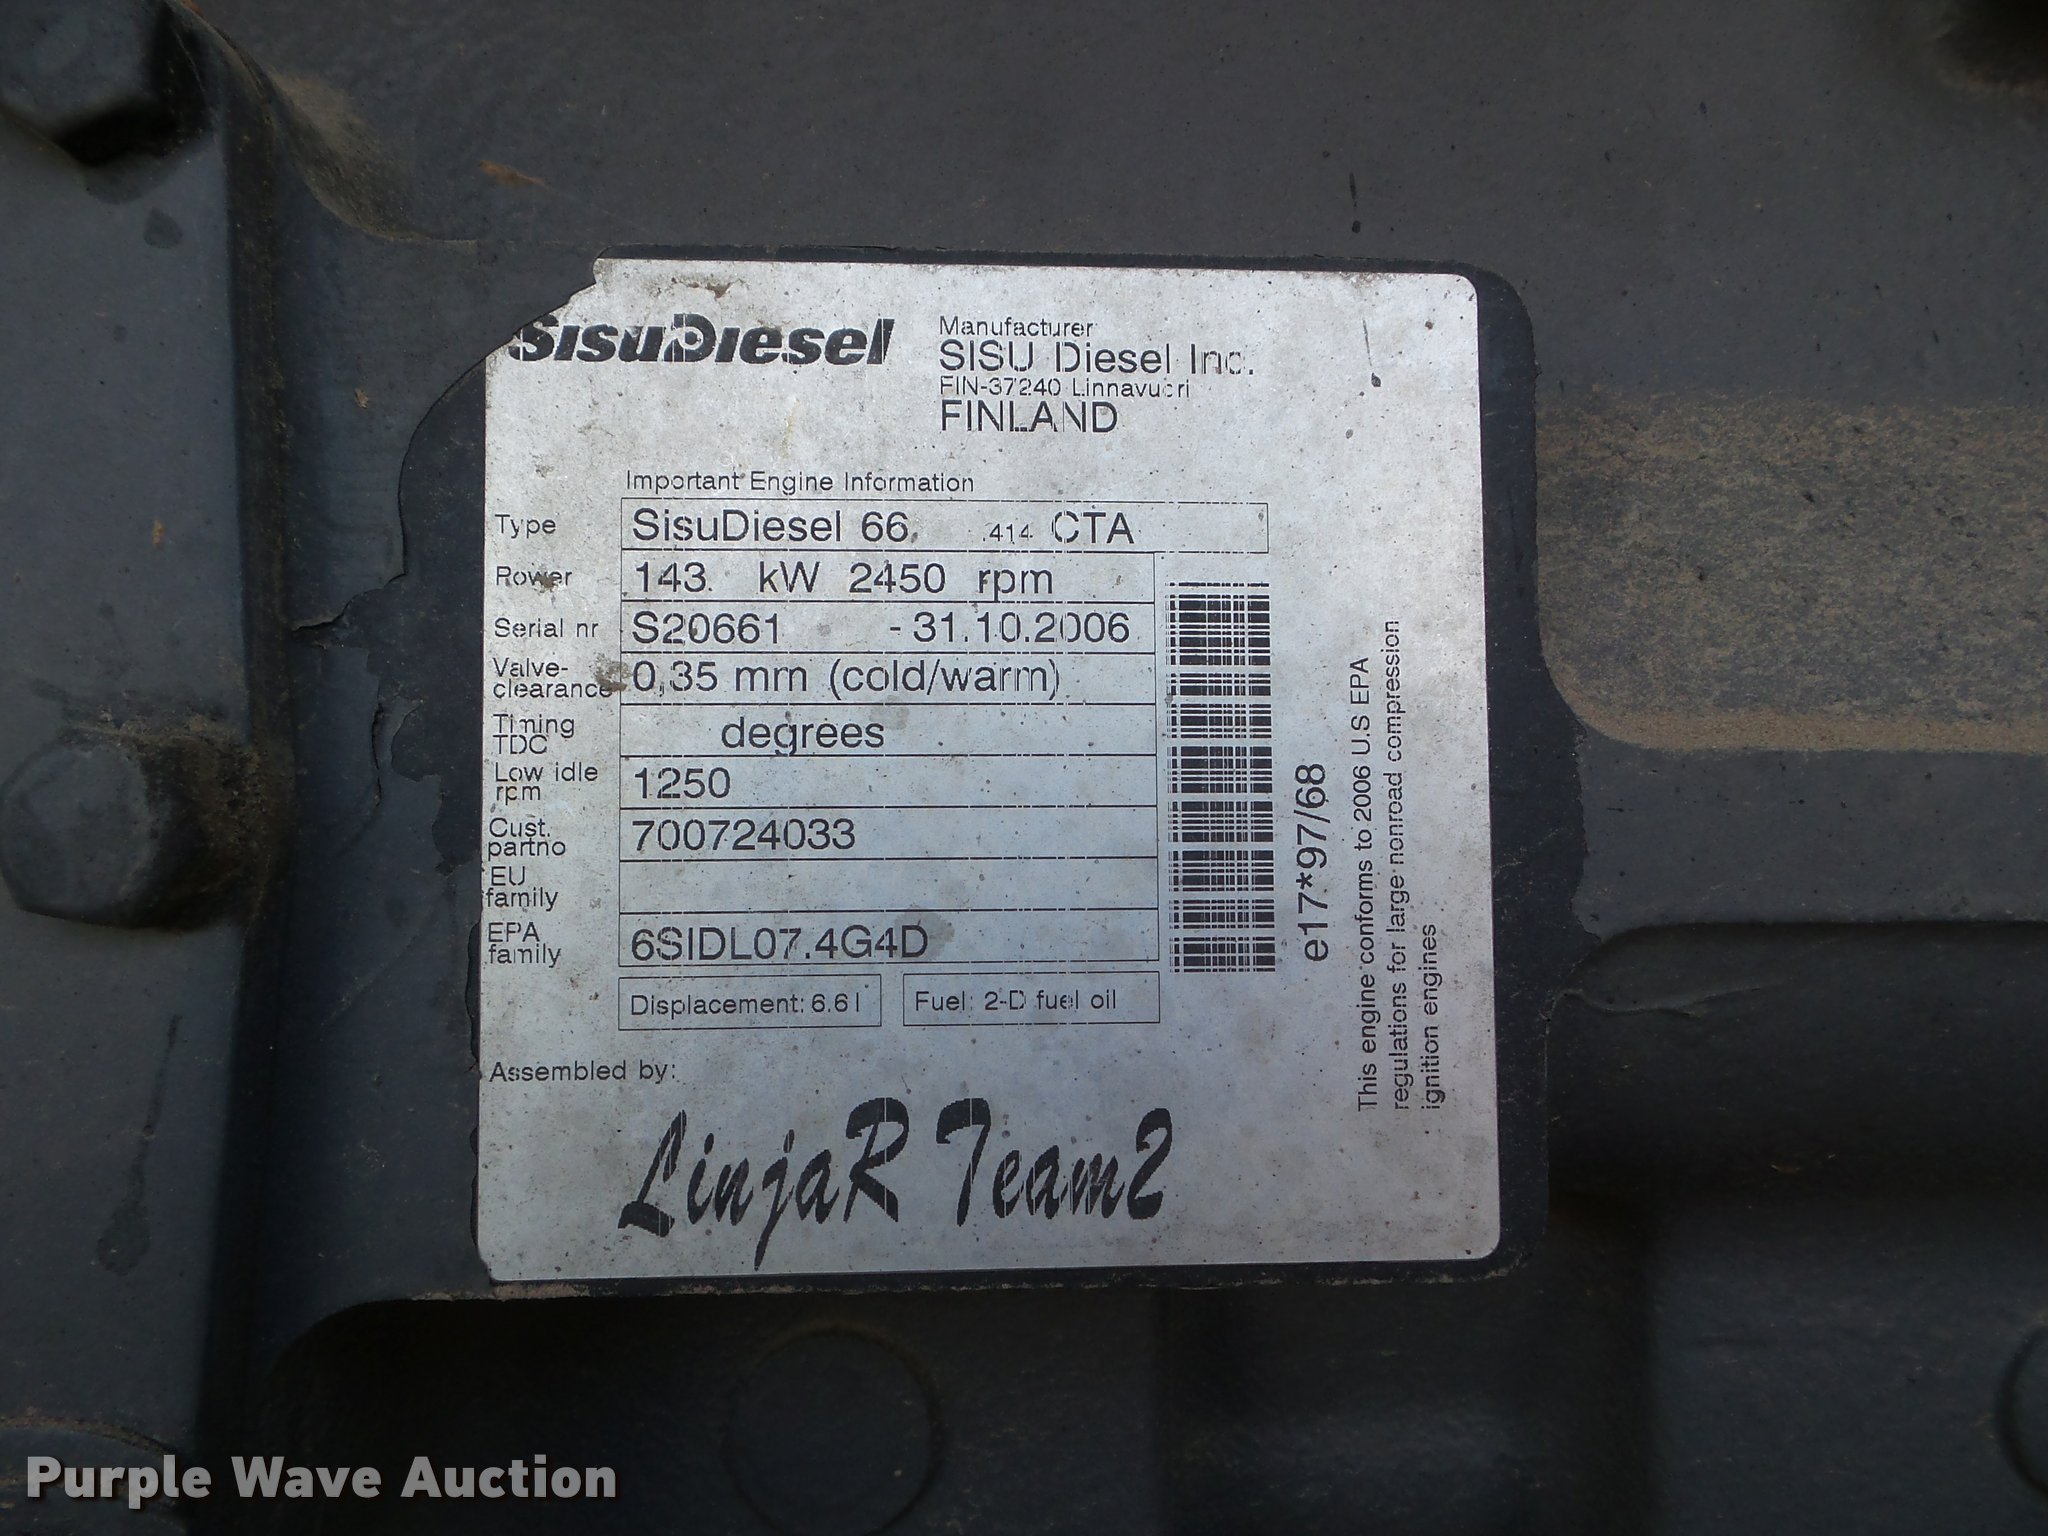 SisuDiesel
Manufacturer
SISU Diesel Inc.
FIN-37240 Linnavuori
FINLAND
Important Engine Information
Type SisuDiesel 66. .414 CTA
Power 143. kW 2450 rpm
Serial nr S20661 - 31.10.2006
Valve-
clearance 0,35 mm (cold/warm)
Timing
TDC degrees
Low idle
rpm 1250
Cust.
partno 700724033
EU
family
EPA
family 6SIDL07.4G4D
Displacement: 6.6 l Fuel: 2-D fuel oil
e17*97/68
This engine conforms to 2006 U.S EPA
regulations for large nonroad compression
ignition engines
Assembled by:
LinjaR Team2
Purple Wave Auction